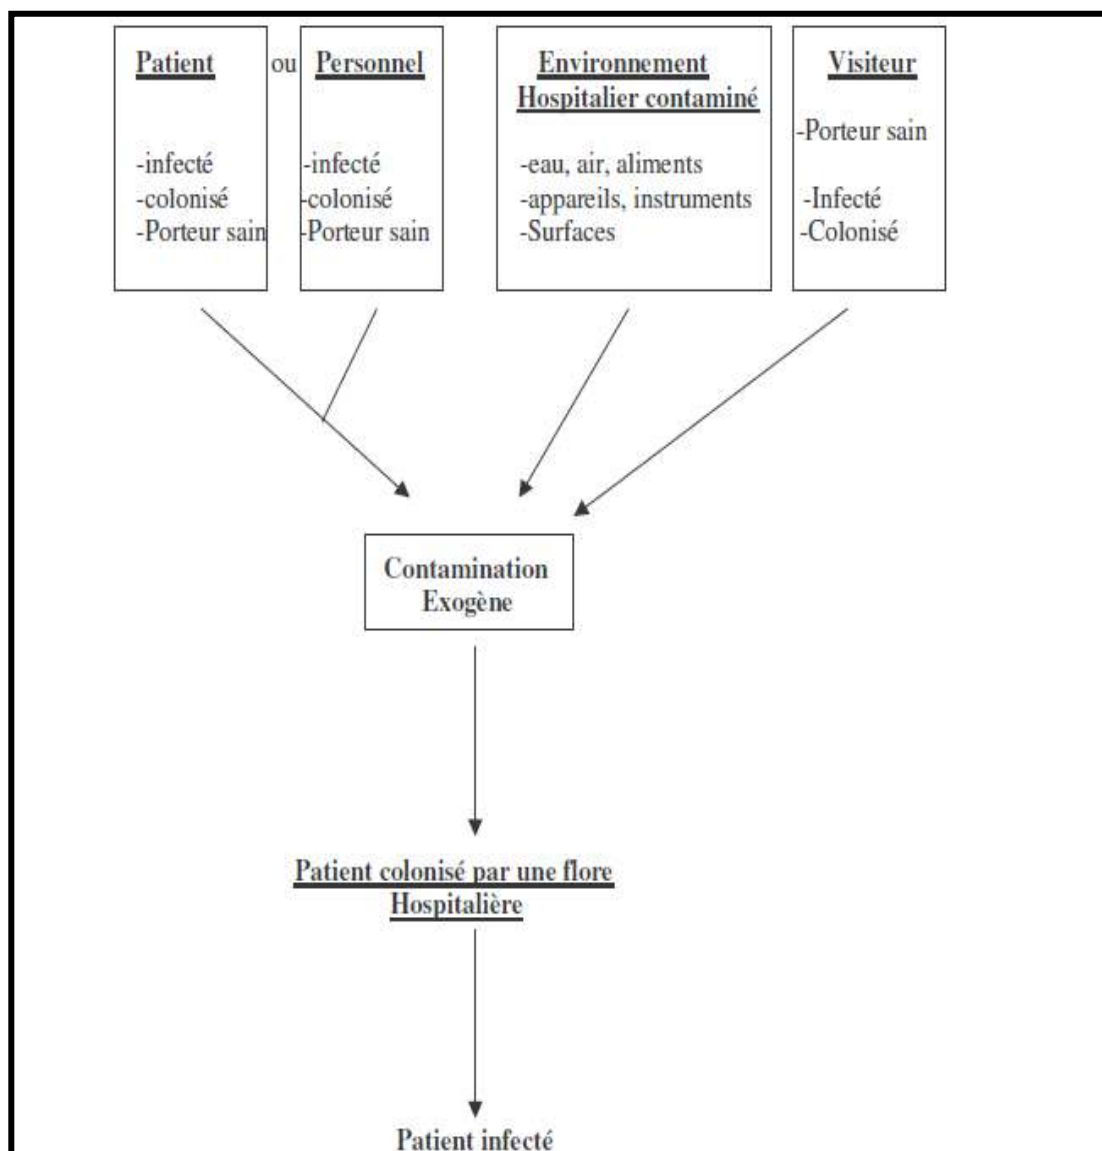 Patient
-infecté
-colonisé
-Porteur sain
ou
Personnel
-infecté
-colonisé
-Porteur sain
Environnement
Hospitalier contaminé
-eau, air, aliments
-appareils, instruments
-Surfaces
Visiteur
-Porteur sain
-Infecté
-Colonisé
Contamination
Exogène
Patient colonisé par une flore
Hospitalière
Patient infecté